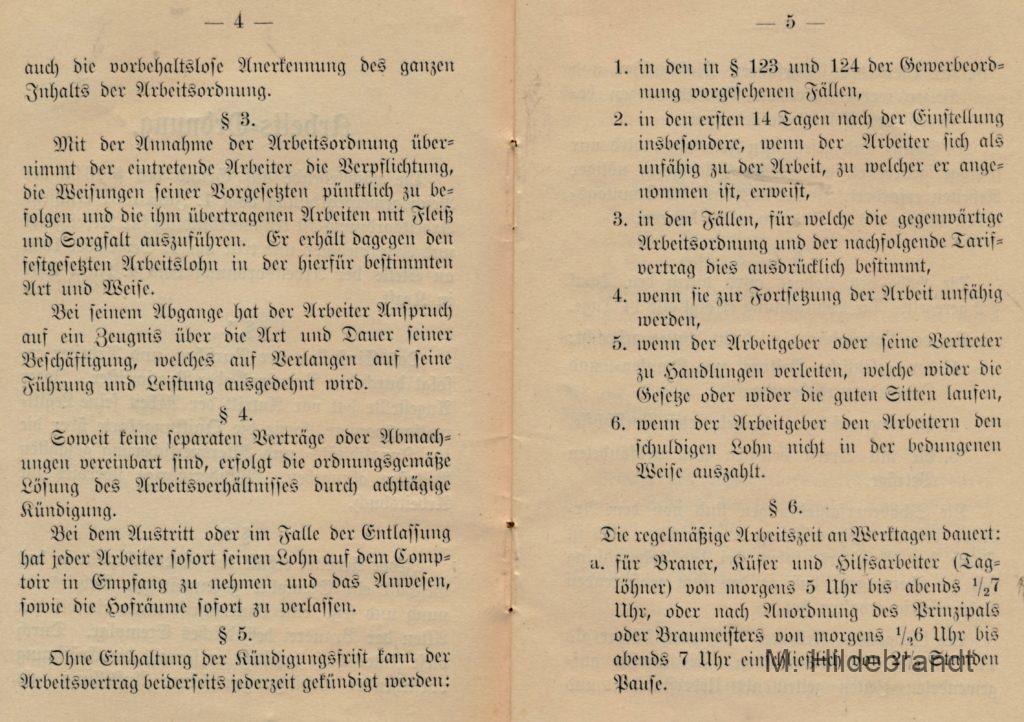 — 4 —
auch die vorbehaltslose Anerkennung des ganzen
Inhalts der Arbeitsordnung.
§ 3.
Mit der Annahme der Arbeitsordnung über-
nimmt der eintretende Arbeiter die Verpflichtung,
die Weisungen seiner Vorgesetzten pünktlich zu be-
folgen und die ihm übertragenen Arbeiten mit Fleiß
und Sorgfalt auszuführen. Er erhält dagegen den
festgesetzten Arbeitslohn in der hierfür bestimmten
Art und Weise.
Bei seinem Abgange hat der Arbeiter Anspruch
auf ein Zeugnis über die Art und Dauer seiner
Beschäftigung, welches auf Verlangen auf seine
Führung und Leistung ausgedehnt wird.
§ 4.
Soweit keine separaten Verträge oder Abmach-
ungen vereinbart sind, erfolgt die ordnungsgemäße
Lösung des Arbeitsverhältnisses durch achttägige
Kündigung.
Bei dem Austritt oder im Falle der Entlassung
hat jeder Arbeiter sofort seinen Lohn auf dem Comp-
toir in Empfang zu nehmen und das Anwesen,
sowie die Hofräume sofort zu verlassen.
§ 5.
Ohne Einhaltung der Kündigungsfrist kann der
Arbeitsvertrag beiderseits jederzeit gekündigt werden:
— 5 —
1. in den in § 123 und 124 der Gewerbeord-
nung vorgesehenen Fällen,
2. in den ersten 14 Tagen nach der Einstellung
insbesondere, wenn der Arbeiter sich als
unfähig zu der Arbeit, zu welcher er ange-
nommen ist, erweist,
3. in den Fällen, für welche die gegenwärtige
Arbeitsordnung und der nachfolgende Tarif-
vertrag dies ausdrücklich bestimmt,
4. wenn sie zur Fortsetzung der Arbeit unfähig
werden,
5. wenn der Arbeitgeber oder seine Vertreter
zu Handlungen verleiten, welche wider die
Gesetze oder wider die guten Sitten laufen,
6. wenn der Arbeitgeber den Arbeitern den
schuldigen Lohn nicht in der bedungenen
Weise auszahlt.
§ 6.
Die regelmäßige Arbeitszeit an Werktagen dauert:
a. für Brauer, Küfer und Hilfsarbeiter (Tag-
löhner) von morgens 5 Uhr bis abends 1/2 7
Uhr, oder nach Anordnung des Prinzipals
oder Braumeisters von morgens 1/2 6 Uhr bis
abends 7 Uhr
Pause.
M. Hildebrandt